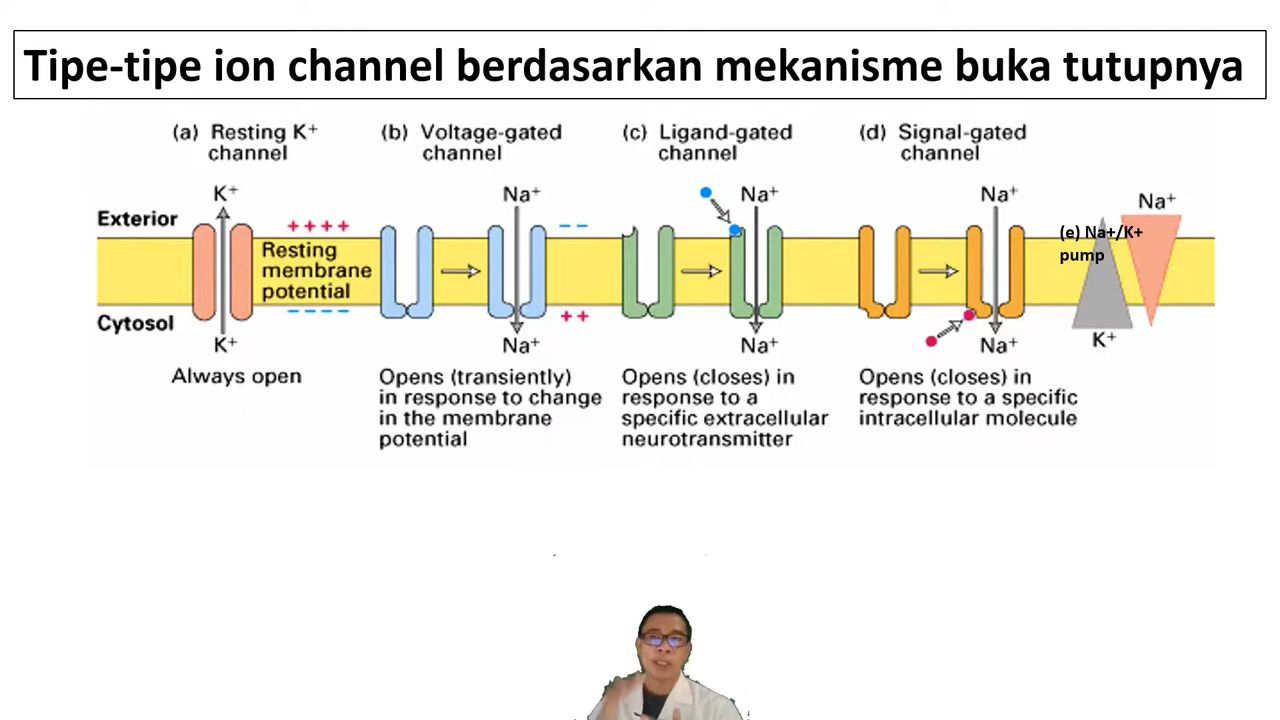 Tipe-tipe ion channel berdasarkan mekanisme buka tutupnya
(a) Resting K⁺
channel
(b) Voltage-gated
channel
(c) Ligand-gated
channel
(d) Signal-gated
channel
K⁺
Na⁺
Na⁺
Na⁺
Na⁺
Exterior
++++
– –
(e) Na+/K+
pump
Resting
membrane
potential
Cytosol
– – – –
++
K⁺
Na⁺
Na⁺
Na⁺
K⁺
Always open
Opens (transiently)
in response to change
in the membrane
potential
Opens (closes) in
response to a
specific extracellular
neurotransmitter
Opens (closes) in
response to a specific
intracellular molecule